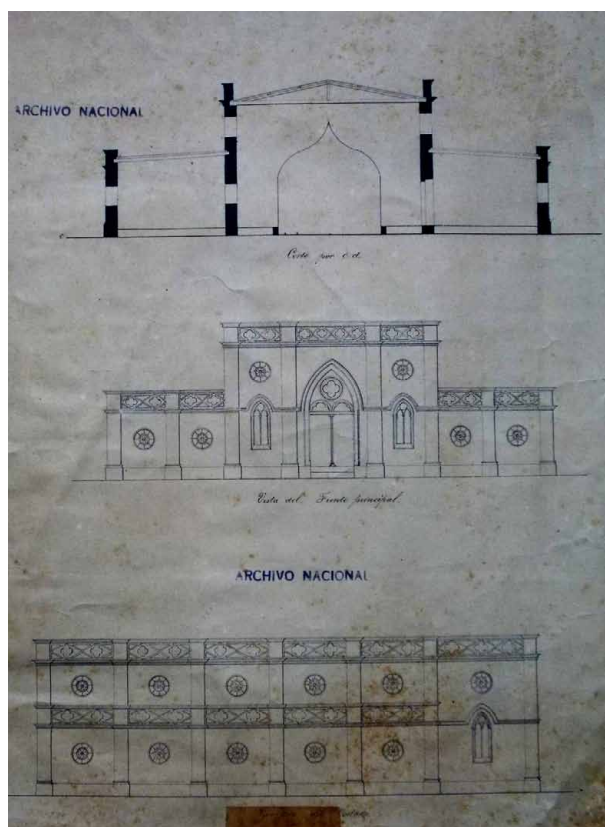 ARCHIVO NACIONAL
Corte por c.d.
Vista del Frente principal.
ARCHIVO NACIONAL